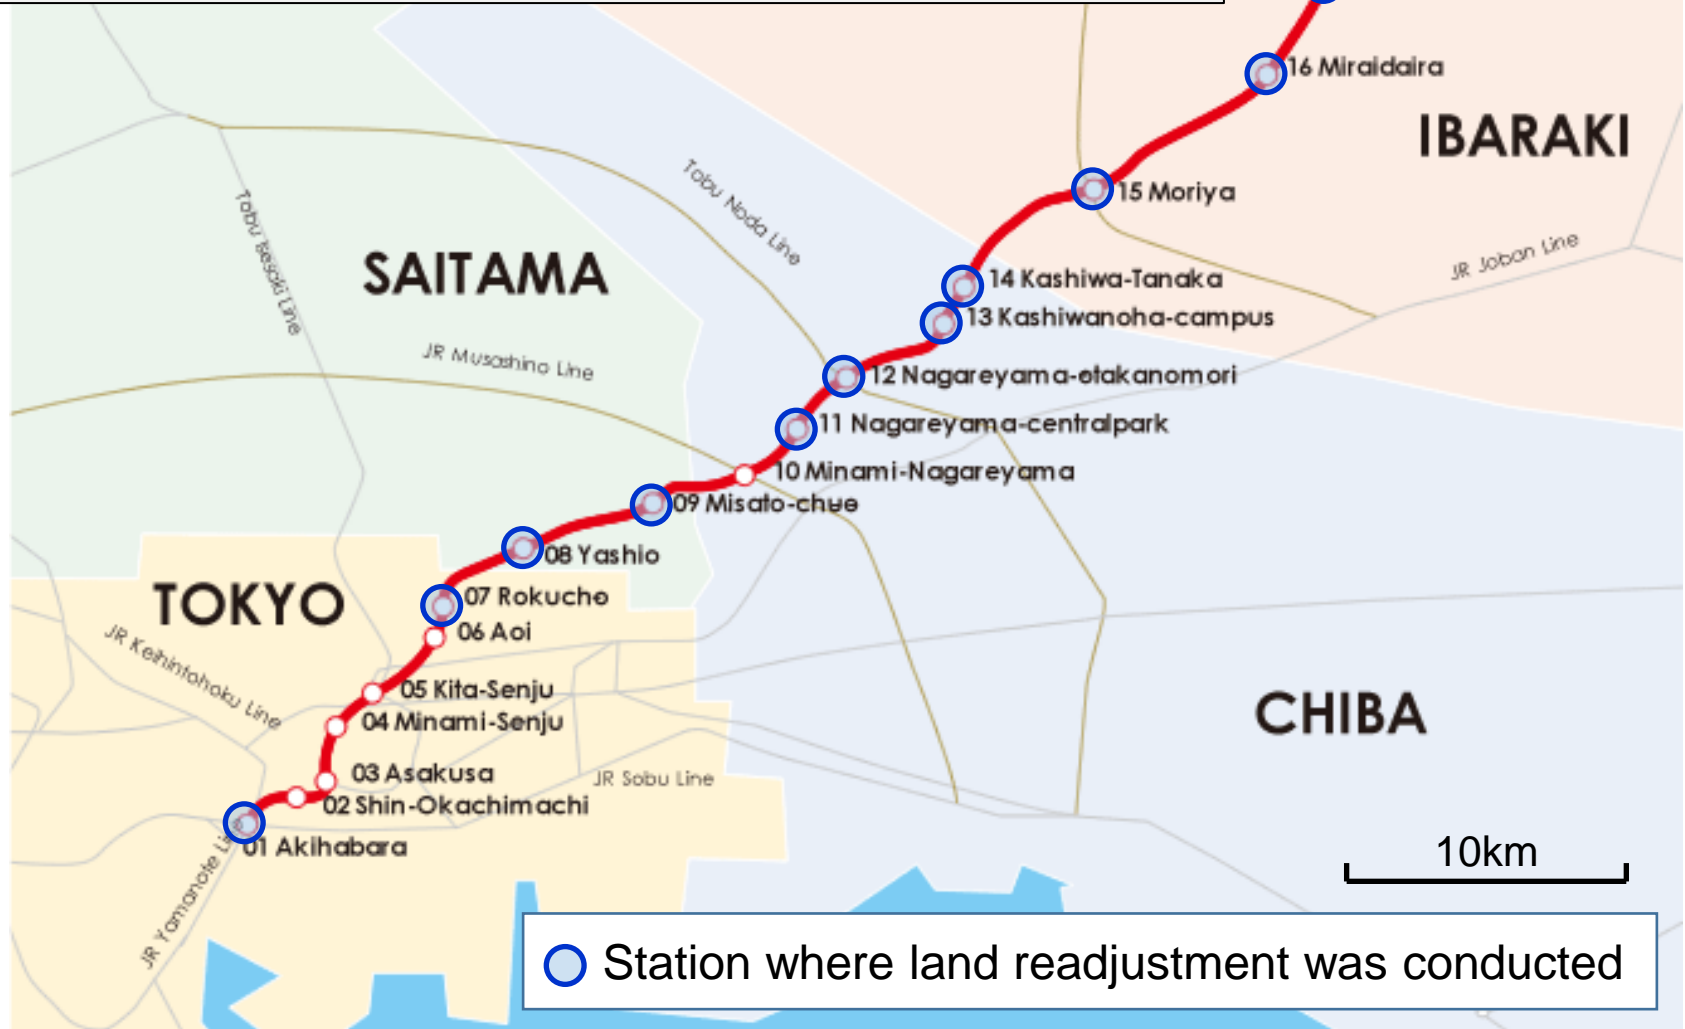 16 Miraidaira
IBARAKI
15 Moriya
Tobu Noda Line
Tobu Isesaki Line
SAITAMA
JR Joban Line
14 Kashiwa-Tanaka
13 Kashiwanoha-campus
JR Musashino Line
12 Nagareyama-otakanomori
11 Nagareyama-centralpark
10 Minami-Nagareyama
09 Misato-chuo
08 Yashio
TOKYO
07 Rokucho
06 Aoi
JR Keihintohoku Line
05 Kita-Senju
04 Minami-Senju
CHIBA
03 Asakusa
JR Sobu Line
02 Shin-Okachimachi
01 Akihabara
JR Yamanote Line
10km
Station where land readjustment was conducted